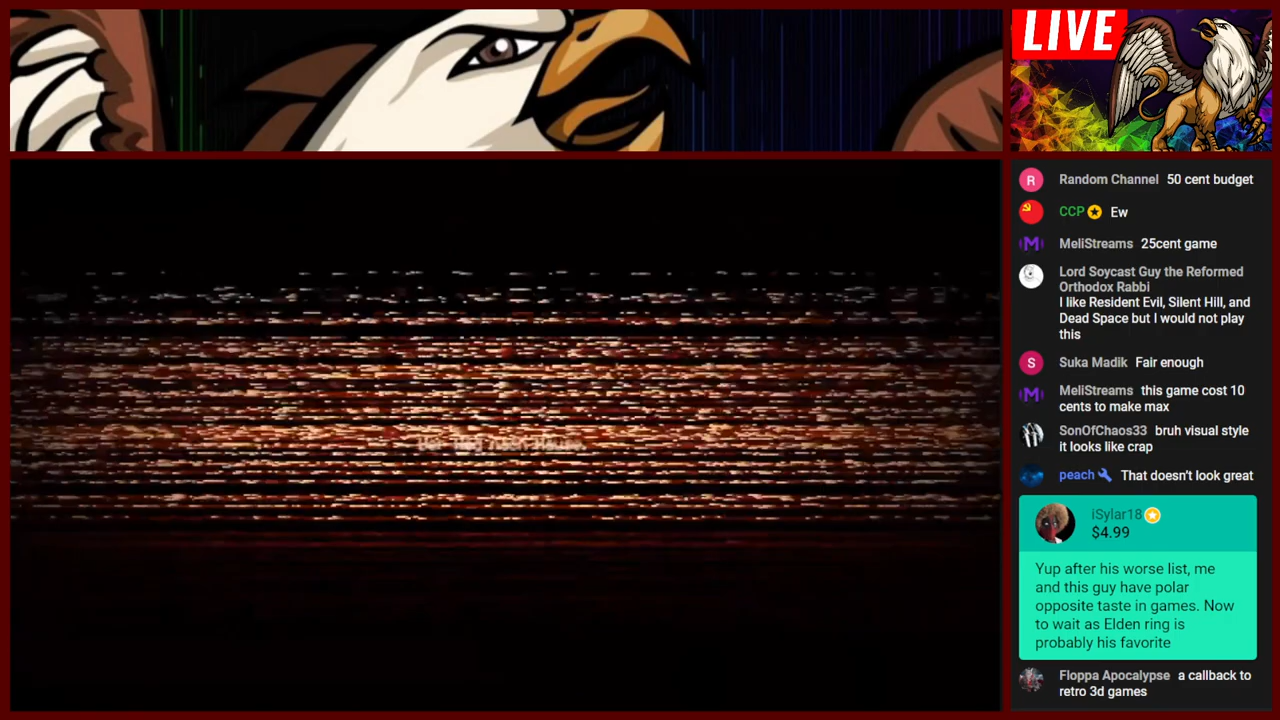 LIVE
Random Channel 50 cent budget
CCP Ew
MeliStreams 25cent game
Lord Soycast Guy the Reformed
Orthodox Rabbi
I like Resident Evil, Silent Hill, and
Dead Space but I would not play
this
S
Suka Madik Fair enough
MeliStreams this game cost 10
cents to make max
SonOfChaos33 bruh visual style
it looks like crap
peach That doesn't look great
iSylar18
$4.99
Yup after his worse list, me
and this guy have polar
opposite taste in games. Now
to wait as Elden ring is
probably his favorite
Floppa Apocalypse a callback to
retro 3d games